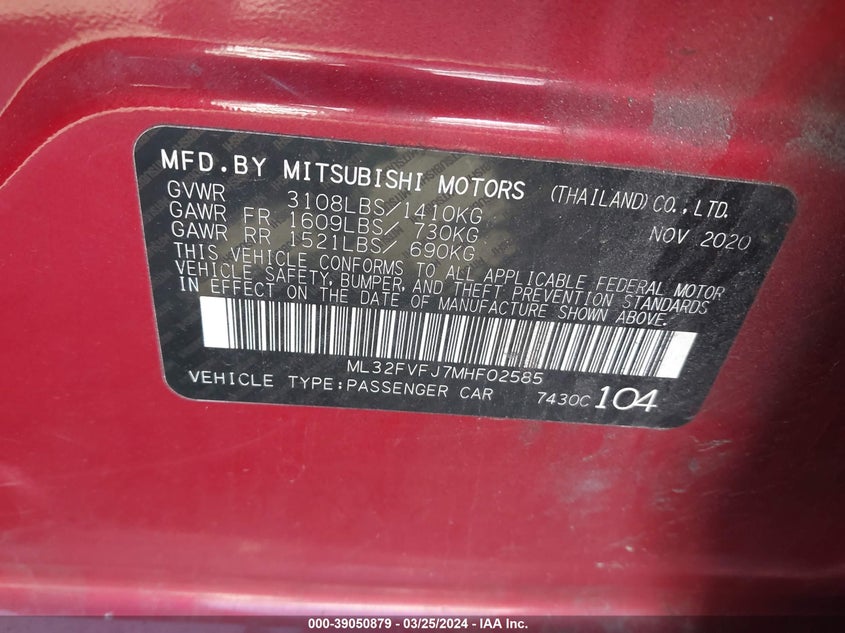 MFD.BY MITSUBISHI MOTORS (THAILAND) CO.,LTD.
GVWR 3108LBS/1410KG
GAWR FR 1609LBS/ 730KG NOV 2020
GAWR RR 1521LBS/ 690KG
THIS VEHICLE CONFORMS TO ALL APPLICABLE FEDERAL MOTOR
VEHICLE SAFETY, BUMPER, AND THEFT PREVENTION STANDARDS
IN EFFECT ON THE DATE OF MANUFACTURE SHOWN ABOVE.
ML32FVFJ7MHF02585
VEHICLE TYPE:PASSENGER CAR 7430C 104
000-39050879 / 03/25/2024 - IAA Inc.